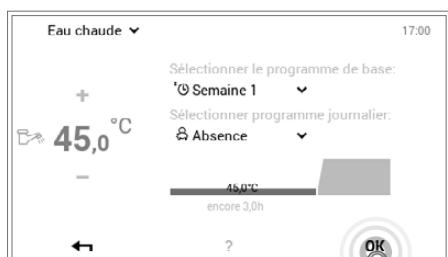 Eau chaude
17:00
Sélectionner le programme de base:
Semaine 1
+
Sélectionner programme journalier:
45,0 °C
Absence
−
45,0°C
encore 3,0h
?
OK